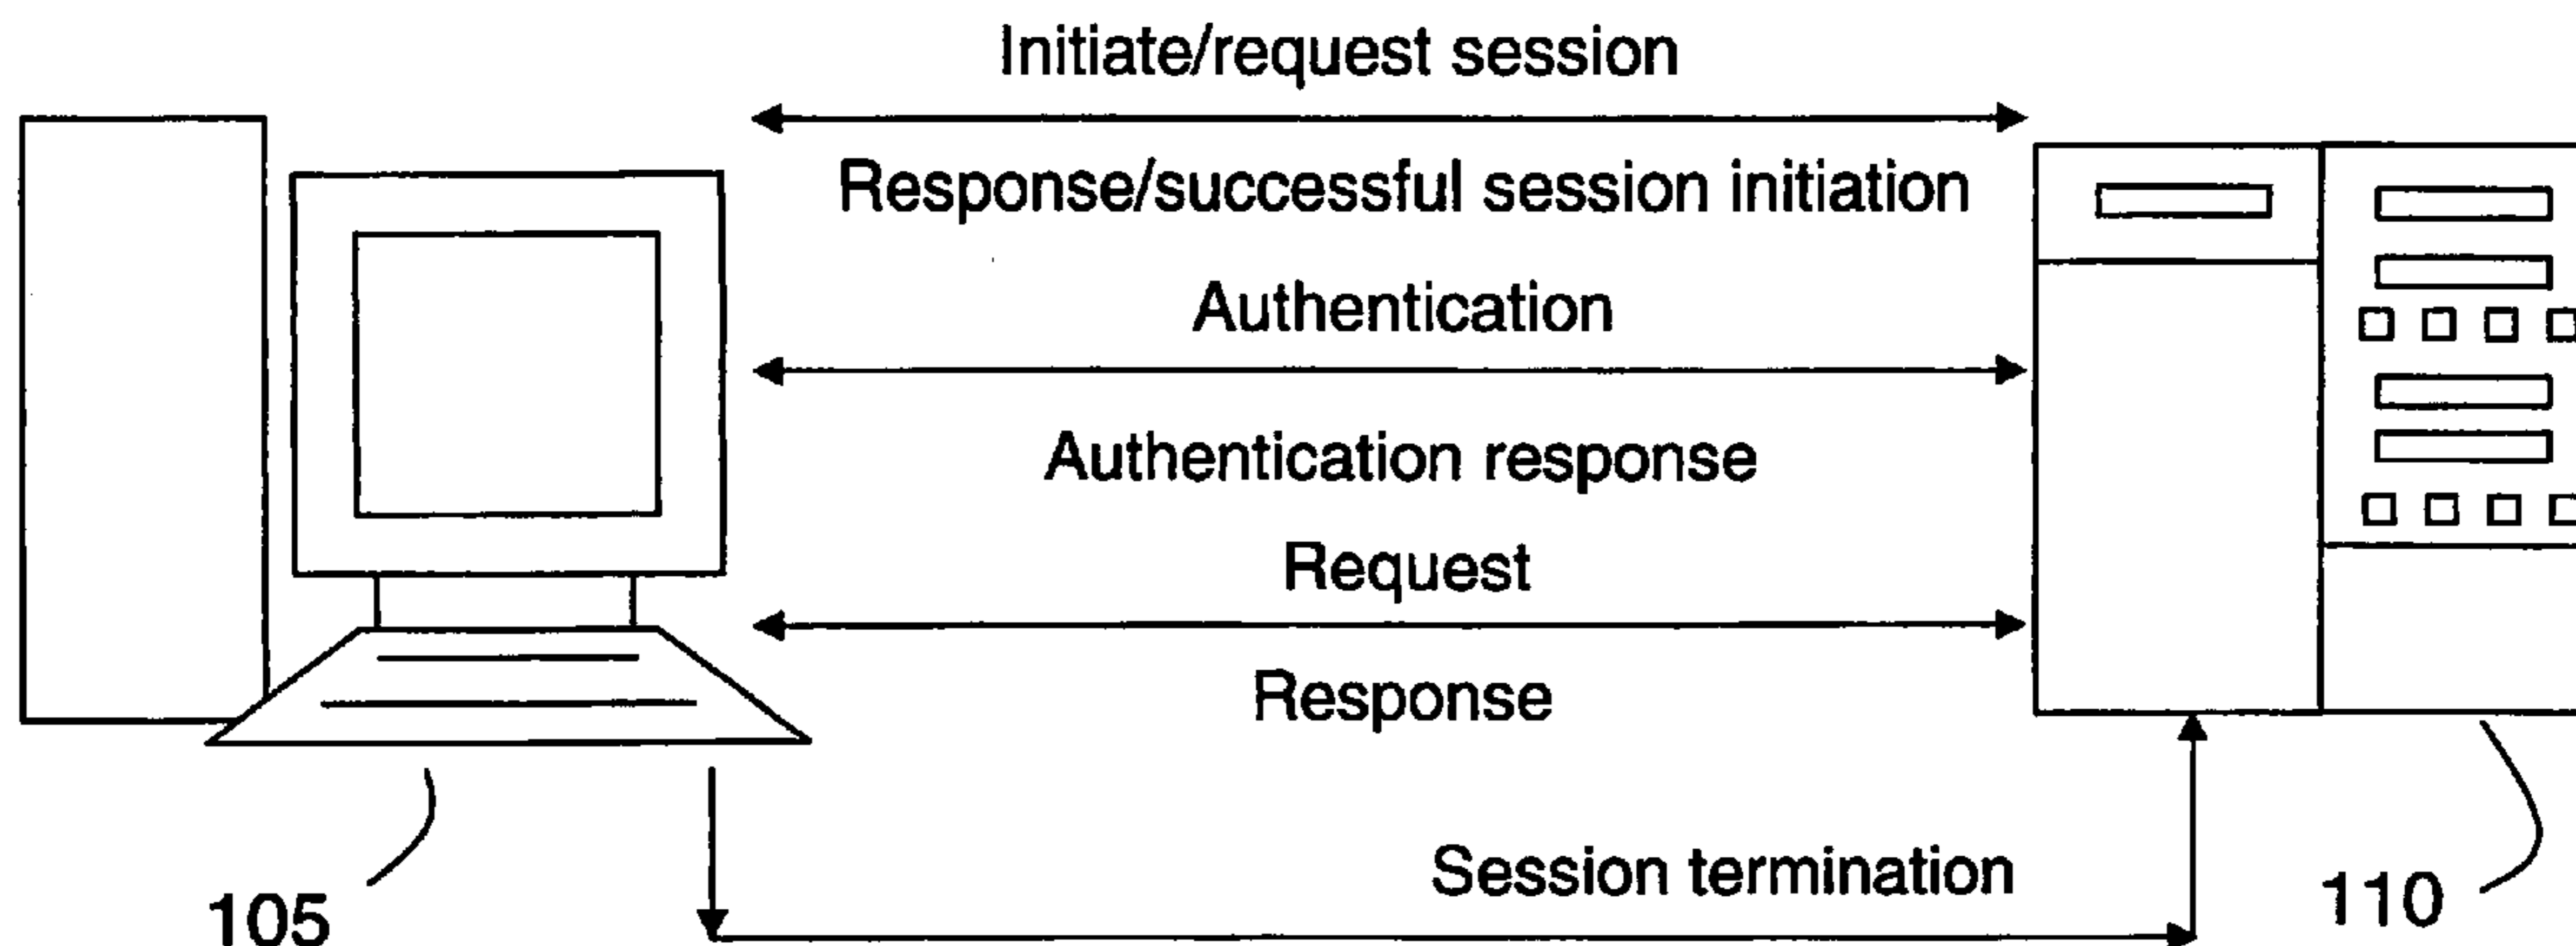 Initiate/request session
Response/successful session initiation
Authentication
Authentication response
Request
Response
Session termination
105
110